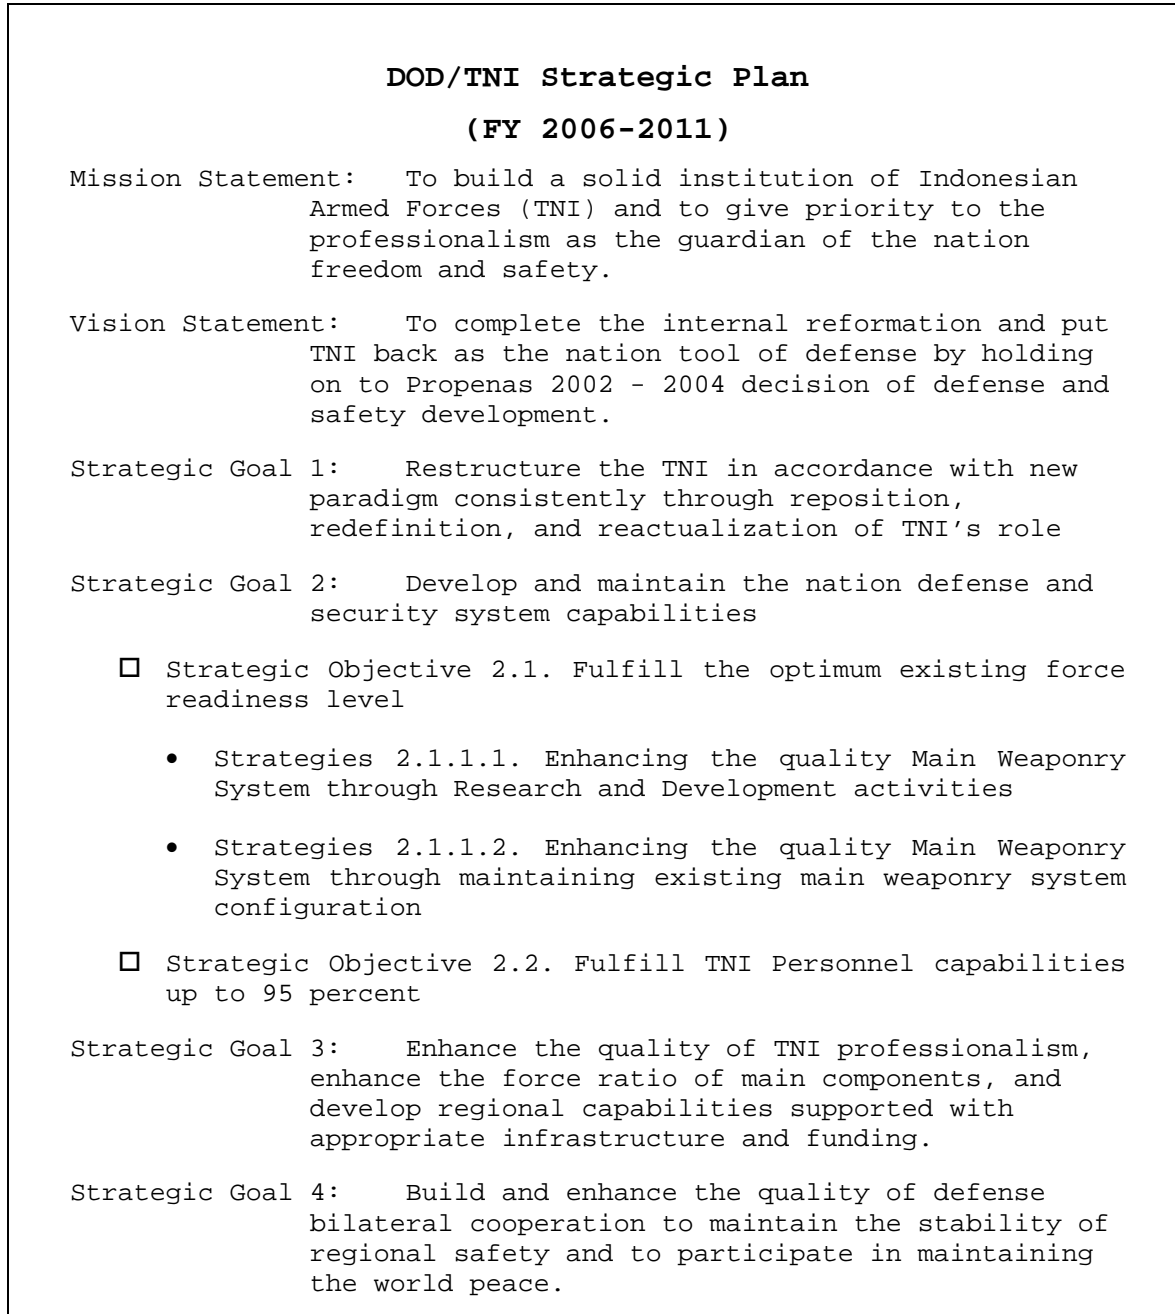 DOD/TNI Strategic Plan
(FY 2006-2011)
Mission Statement: To build a solid institution of Indonesian
Armed Forces (TNI) and to give priority to the
professionalism as the guardian of the nation
freedom and safety.
Vision Statement: To complete the internal reformation and put
TNI back as the nation tool of defense by holding
on to Propenas 2002 - 2004 decision of defense and
safety development.
Strategic Goal 1: Restructure the TNI in accordance with new
paradigm consistently through reposition,
redefinition, and reactualization of TNI's role
Strategic Goal 2: Develop and maintain the nation defense and
security system capabilities
☐ Strategic Objective 2.1. Fulfill the optimum existing force
readiness level
• Strategies 2.1.1.1. Enhancing the quality Main Weaponry
System through Research and Development activities
• Strategies 2.1.1.2. Enhancing the quality Main Weaponry
System through maintaining existing main weaponry system
configuration
☐ Strategic Objective 2.2. Fulfill TNI Personnel capabilities
up to 95 percent
Strategic Goal 3: Enhance the quality of TNI professionalism,
enhance the force ratio of main components, and
develop regional capabilities supported with
appropriate infrastructure and funding.
Strategic Goal 4: Build and enhance the quality of defense
bilateral cooperation to maintain the stability of
regional safety and to participate in maintaining
the world peace.